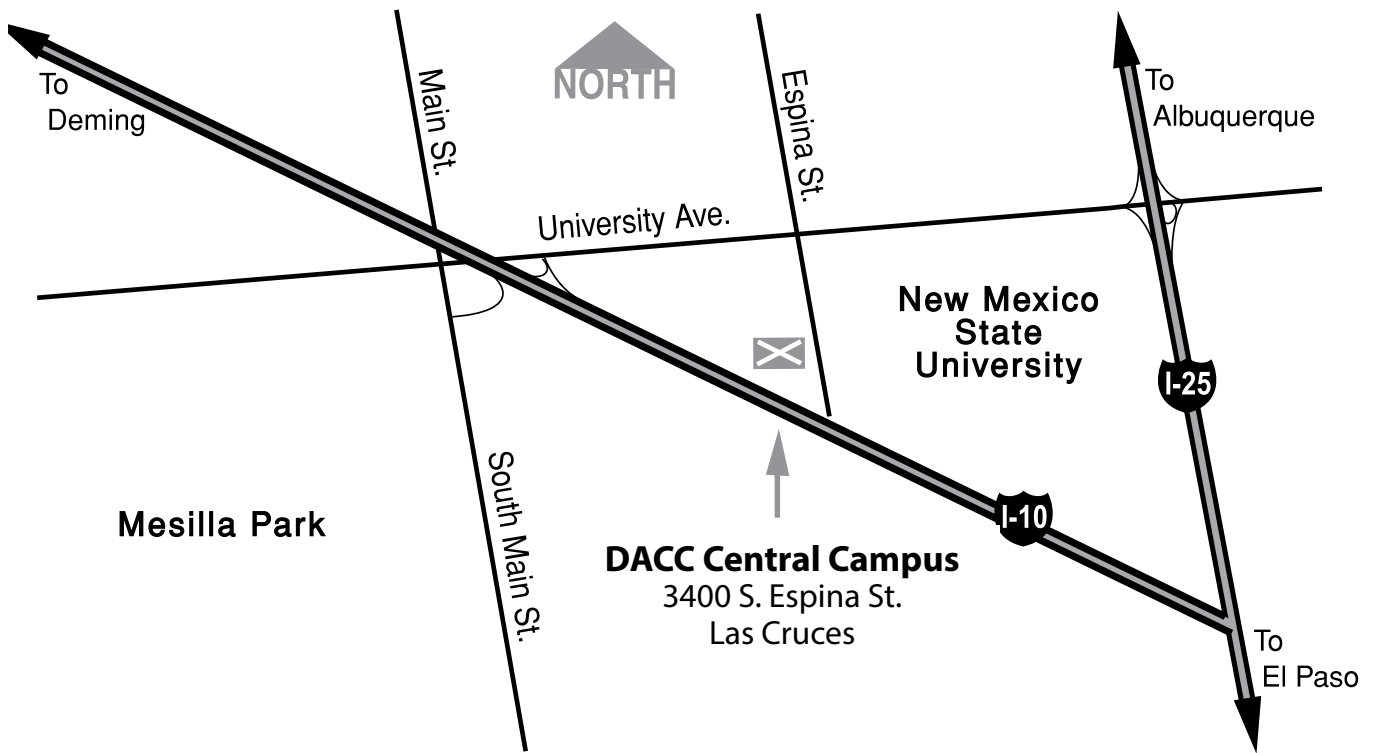 NORTH
Main St.
Espina St.
To
Deming
To
Albuquerque
University Ave.
New Mexico
State
University
I-25
South Main St.
I-10
Mesilla Park
DACC Central Campus
3400 S. Espina St.
Las Cruces
To
El Paso